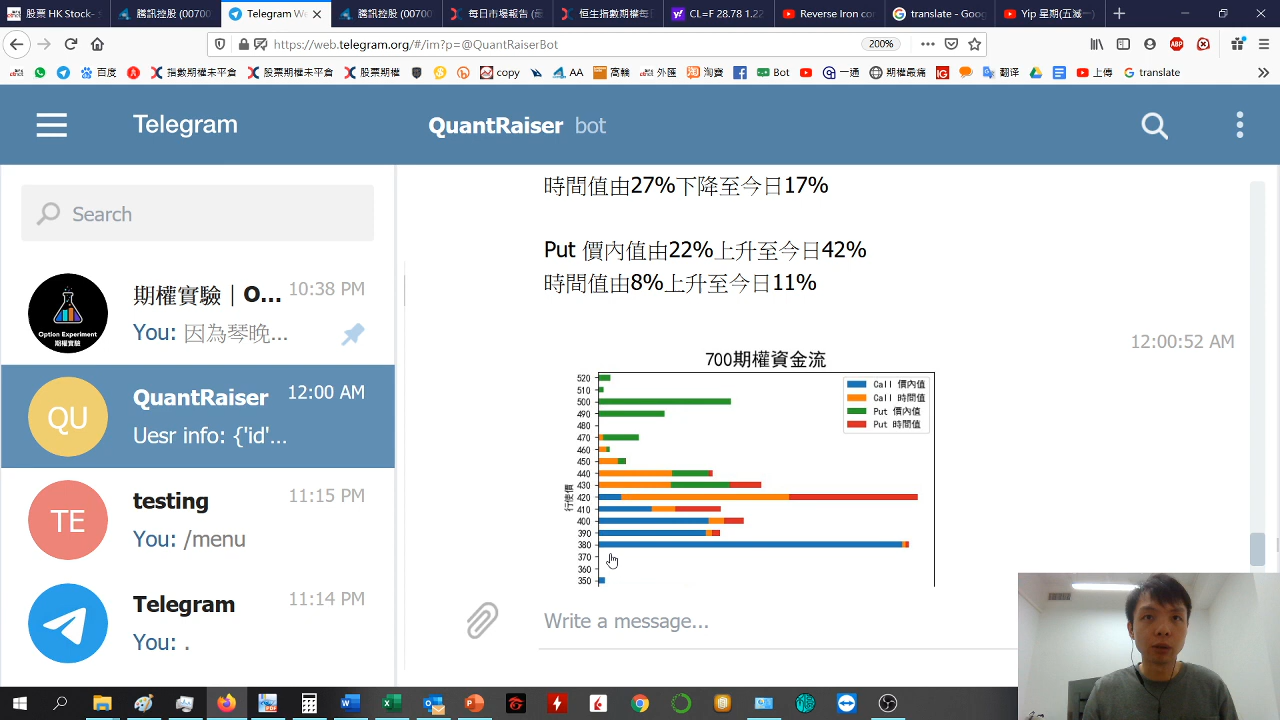 股票 HK Stock-
騰訊控股 (00700
Telegram We
騰訊控股 (00700
每日市場報告 (股
恒生指數期權每
CL=F 28.78 1.22
Reverse Iron co
translate - Goog
Yip 星期(五滅一)
https://web.telegram.org/#/im?p=@QuantRaiserBot
200%
百度
指數期權未平倉
股票期權未平倉
股票期權
copy
AA
高輪
外匯
淘寶
Bot
一通
期權最痛
翻译
上傳
translate
Telegram
QuantRaiser bot
Search
期權實驗｜O...
10:38 PM
You: 因為琴晚...
Option Experiment
期權實驗
QU
QuantRaiser
12:00 AM
Uesr info: {'id'...
TE
testing
11:15 PM
You: /menu
Telegram
11:14 PM
You: .
時間值由27%下降至今日17%
Put 價內值由22%上升至今日42%
時間值由8%上升至今日11%
12:00:52 AM
700期權資金流
Call 價內值
Call 時間值
Put 價內值
Put 時間值
行使價
520
510
500
490
480
470
460
450
440
430
420
410
400
390
380
370
360
350
Write a message...